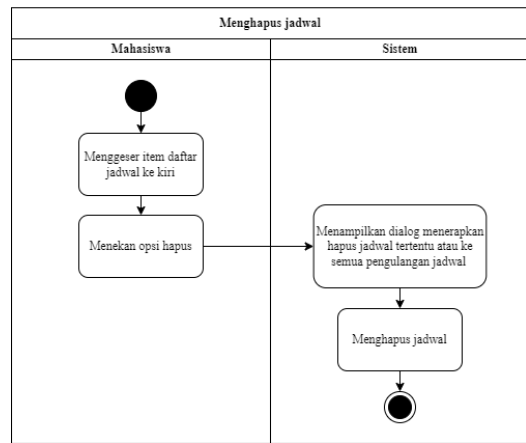 Menghapus jadwal
Mahasiswa
Sistem
Menggeser item daftar
jadwal ke kiri
Menekan opsi hapus
Menampilkan dialog menerapkan
hapus jadwal tertentu atau ke
semua pengulangan jadwal
Menghapus jadwal